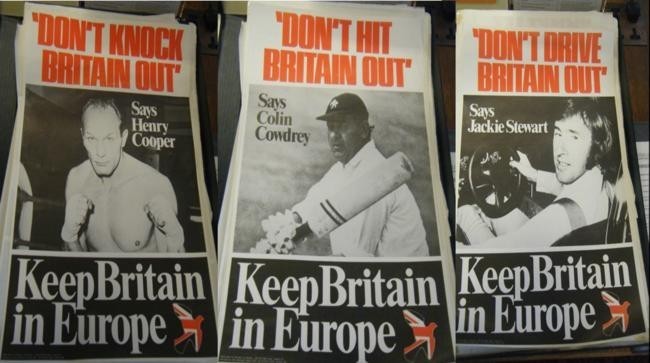 'DON'T KNOCK
BRITAIN OUT'
Says
Henry
Cooper
Keep Britain
in Europe
'DON'T HIT
BRITAIN OUT'
Says
Colin
Cowdrey
Keep Britain
in Europe
'DON'T DRIVE
BRITAIN OUT'
Says
Jackie Stewart
Keep Britain
in Europe